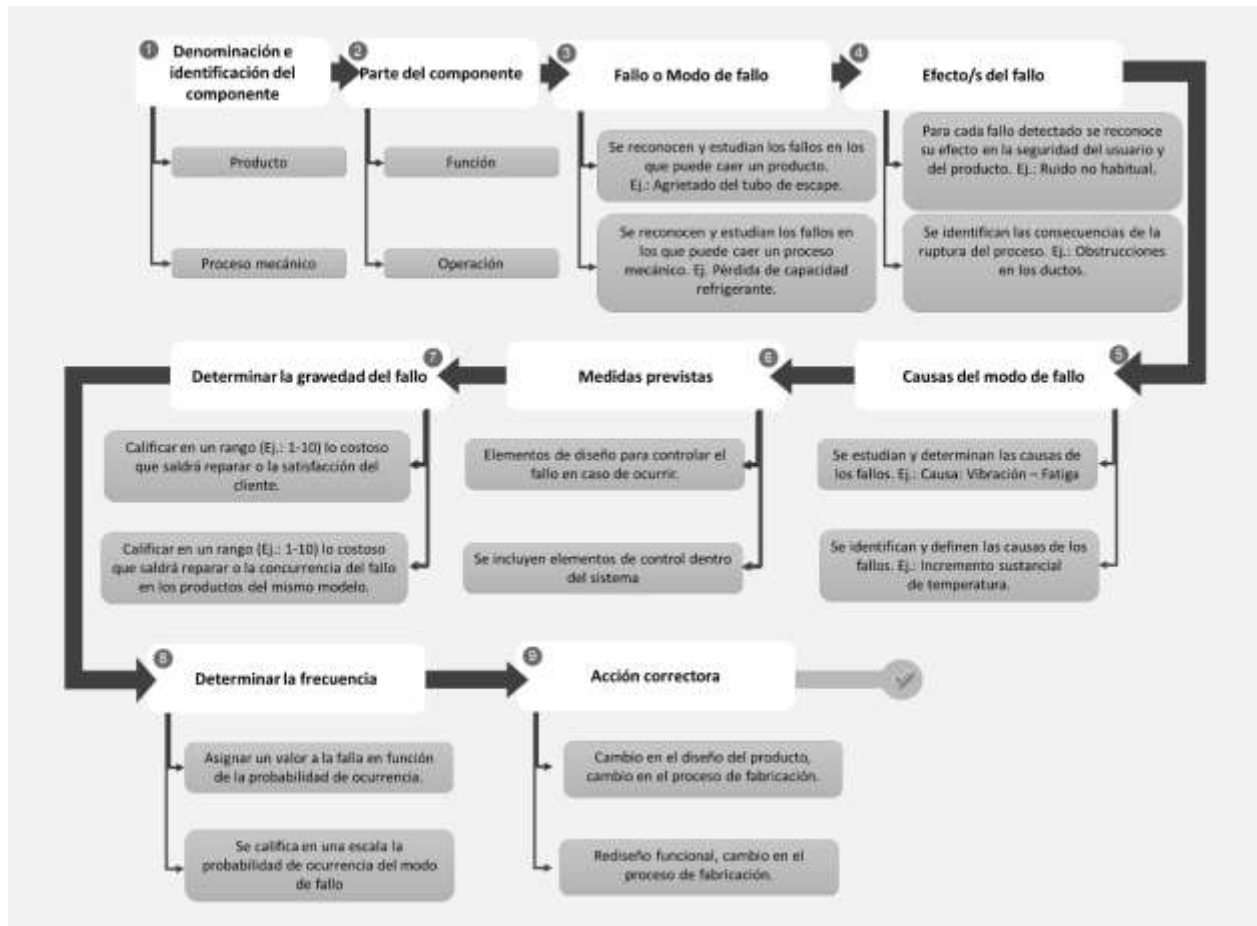 1
Denominación e
identificación del
componente
Producto
Proceso mecánico
2
Parte del componente
Función
Operación
3
Fallo o Modo de fallo
Se reconocen y estudian los fallos en los
que puede caer un producto.
Ej.: Agrietado del tubo de escape.
Se reconocen y estudian los fallos en
los que puede caer un proceso
mecánico. Ej. Pérdida de capacidad
refrigerante.
4
Efecto/s del fallo
Para cada fallo detectado se reconoce
su efecto en la seguridad del usuario y
del producto. Ej.: Ruido no habitual.
Se identifican las consecuencias de la
ruptura del proceso. Ej.: Obstrucciones
en los ductos.
5
Causas del modo de fallo
Se estudian y determinan las causas de
los fallos. Ej.: Causa: Vibración – Fatiga
Se identifican y definen las causas de los
fallos. Ej.: Incremento sustancial
de temperatura.
6
Medidas previstas
Elementos de diseño para controlar el
fallo en caso de ocurrir.
Se incluyen elementos de control dentro
del sistema
7
Determinar la gravedad del fallo
Calificar en un rango (Ej.: 1-10) lo costoso
que saldrá reparar o la satisfacción del
cliente.
Calificar en un rango (Ej.: 1-10) lo costoso
que saldrá reparar o la concurrencia del fallo
en los productos del mismo modelo.
8
Determinar la frecuencia
Asignar un valor a la falla en función
de la probabilidad de ocurrencia.
Se califica en una escala la
probabilidad de ocurrencia del modo
de fallo
9
Acción correctora
Cambio en el diseño del producto,
cambio en el proceso de fabricación.
Rediseño funcional, cambio en el
proceso de fabricación.